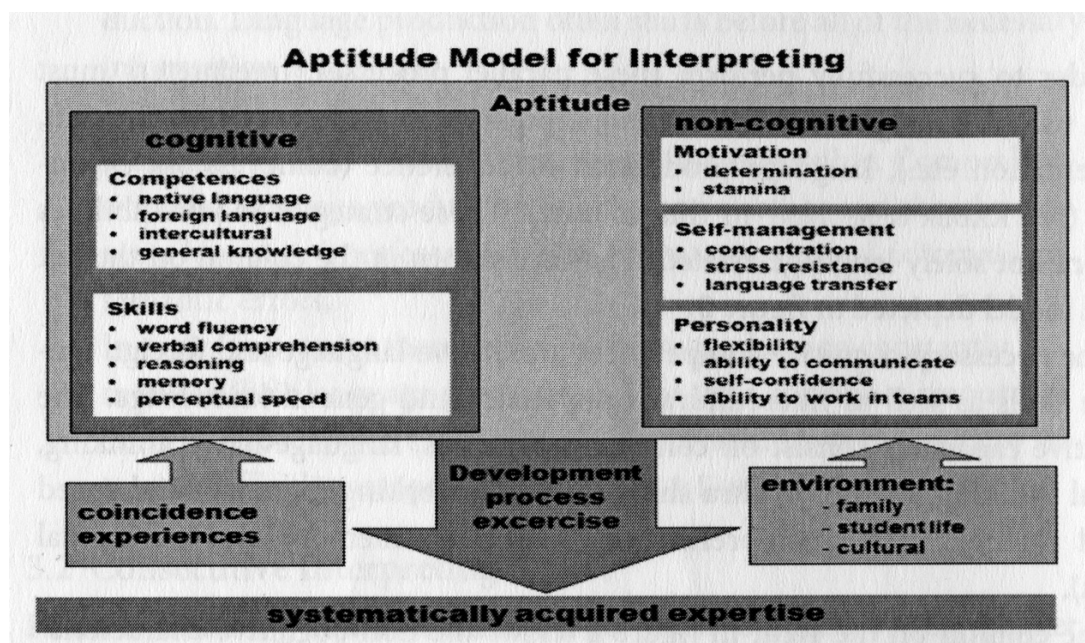 Aptitude Model for Interpreting
Aptitude
cognitive
Competences
• native language
• foreign language
• intercultural
• general knowledge
Skills
• word fluency
• verbal comprehension
• reasoning
• memory
• perceptual speed
non-cognitive
Motivation
• determination
• stamina
Self-management
• concentration
• stress resistance
• language transfer
Personality
• flexibility
• ability to communicate
• self-confidence
• ability to work in teams
coincidence
experiences
Development
process
excercise
environment:
- family
- student life
- cultural
systematically acquired expertise